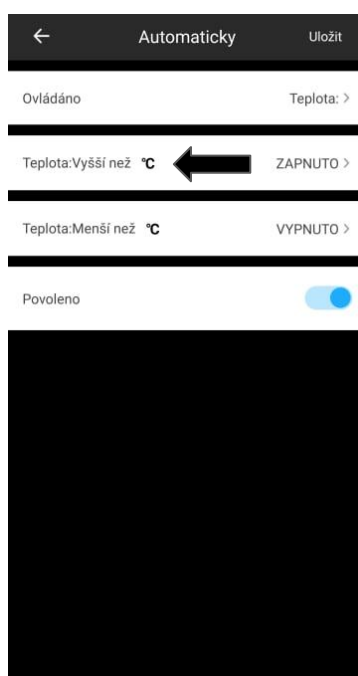 ← Automaticky Uložit
Ovládáno Teplota: >
Teplota:Vyšší než °C ZAPNUTO >
Teplota:Menší než °C VYPNUTO >
Povoleno